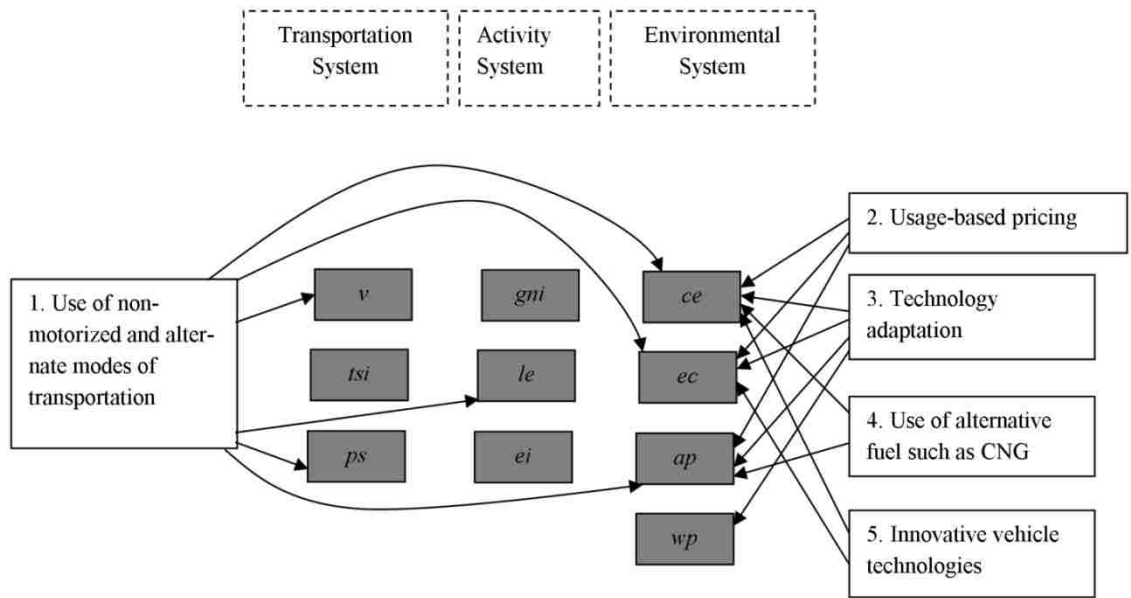 Transportation
System
Activity
System
Environmental
System
1. Use of non-
motorized and alter-
nate modes of
transportation
v
gni
ce
tsi
le
ec
ps
ei
ap
wp
2. Usage-based pricing
3. Technology
adaptation
4. Use of alternative
fuel such as CNG
5. Innovative vehicle
technologies